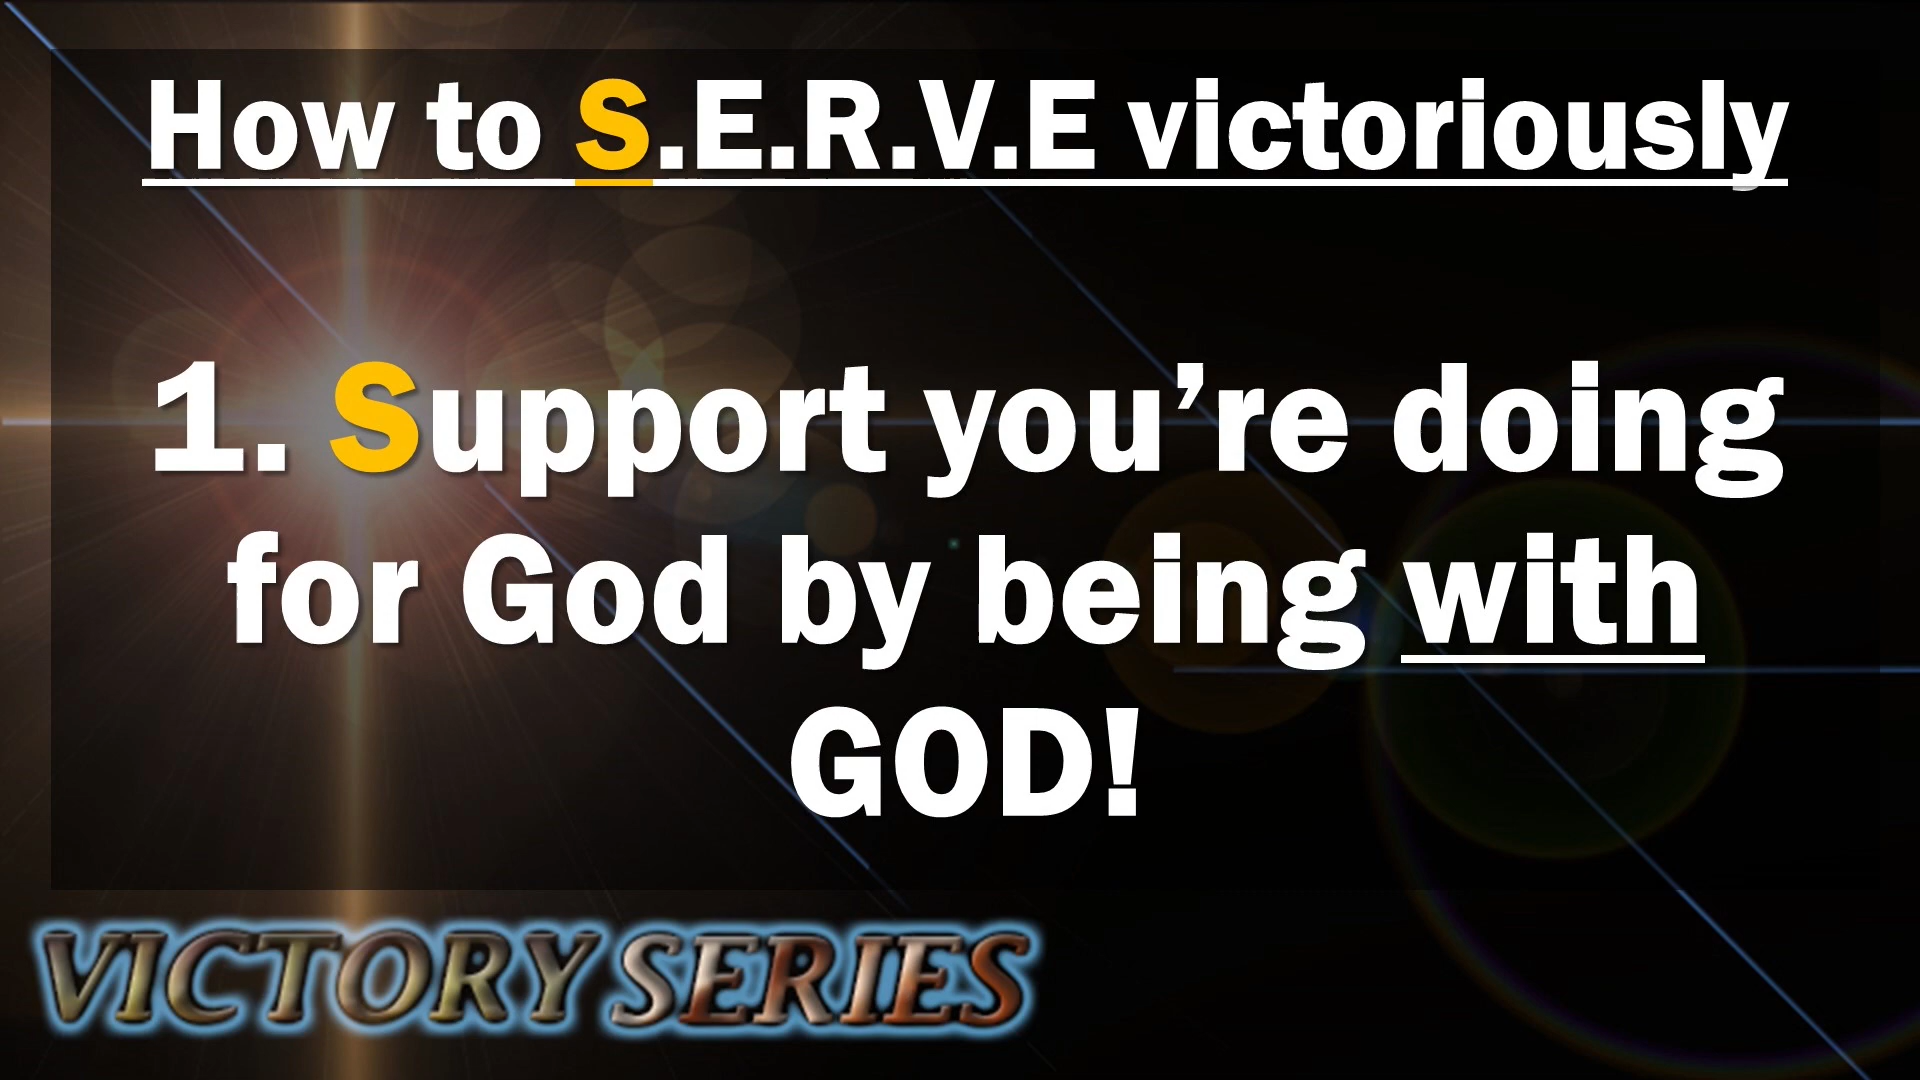 How to S.E.R.V.E victoriously
1. Support you’re doing
for God by being with
GOD!
VICTORY SERIES